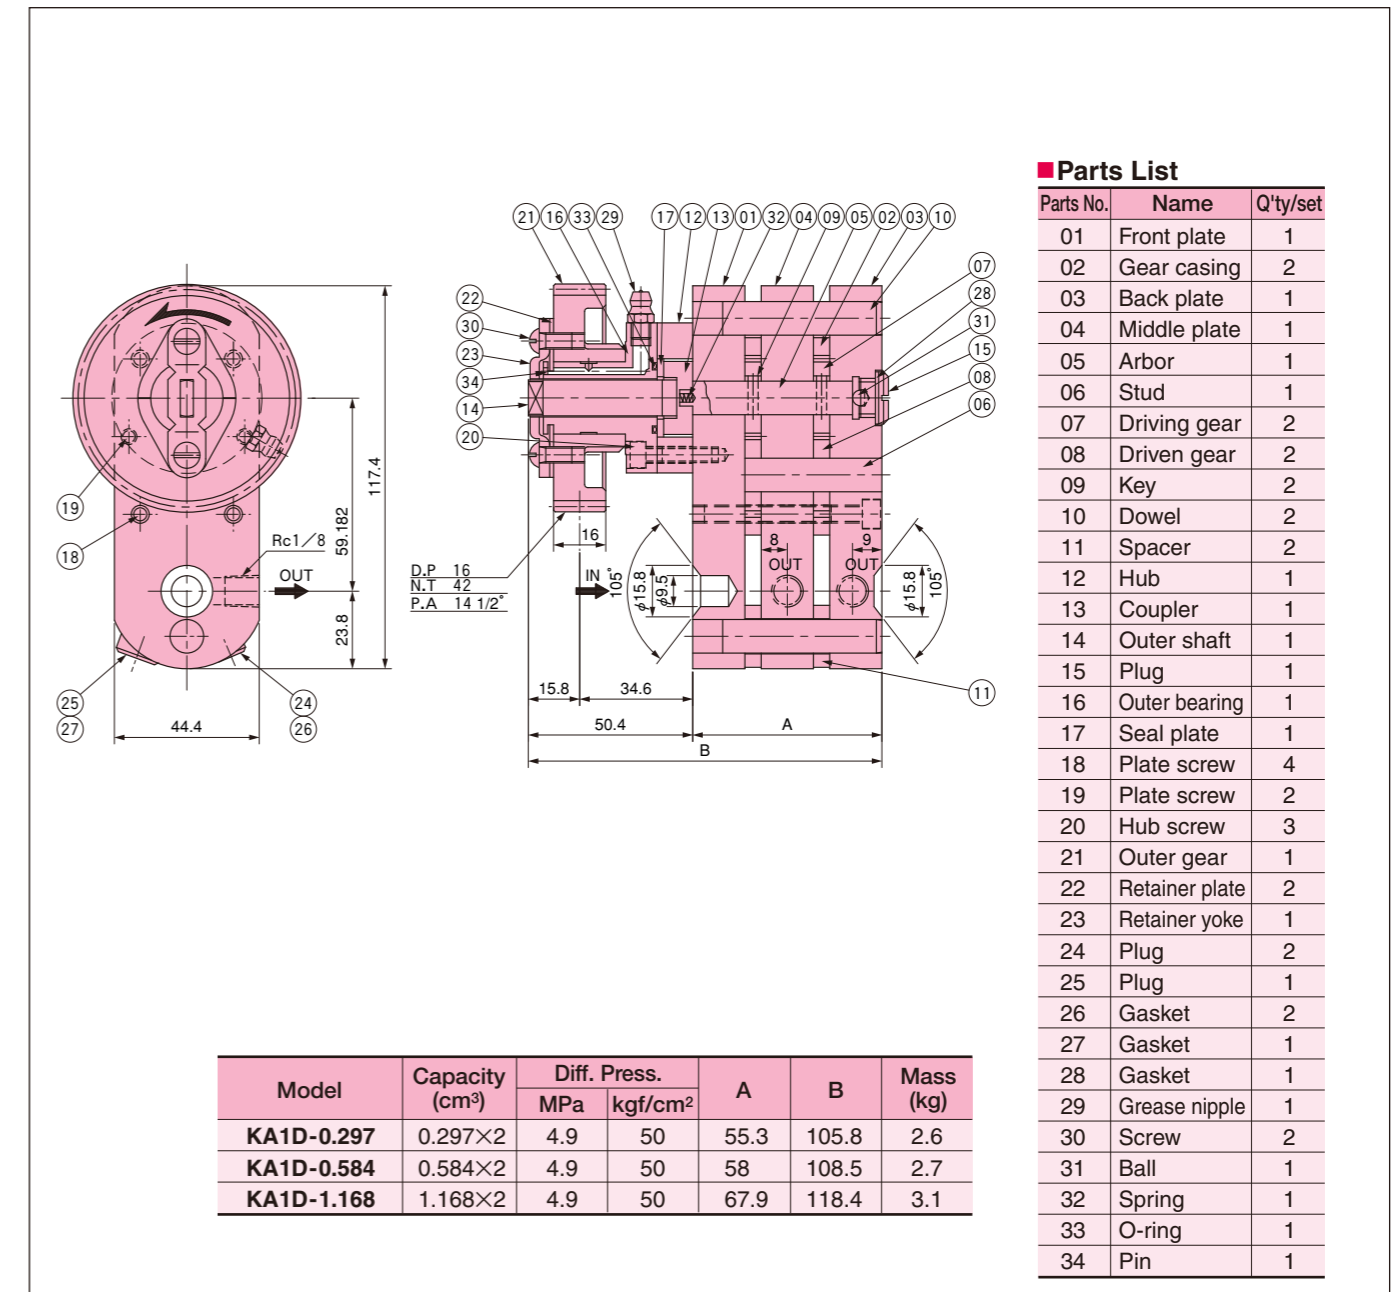 ■Parts List
Parts No. Name Q'ty/set
01 Front plate 1
02 Gear casing 2
03 Back plate 1
04 Middle plate 1
05 Arbor 1
06 Stud 1
07 Driving gear 2
08 Driven gear 2
09 Key 2
10 Dowel 2
11 Spacer 2
12 Hub 1
13 Coupler 1
14 Outer shaft 1
15 Plug 1
16 Outer bearing 1
17 Seal plate 1
18 Plate screw 4
19 Plate screw 2
20 Hub screw 3
21 Outer gear 1
22 Retainer plate 2
23 Retainer yoke 1
24 Plug 2
25 Plug 1
26 Gasket 2
27 Gasket 1
28 Gasket 1
29 Grease nipple 1
30 Screw 2
31 Ball 1
32 Spring 1
33 O-ring 1
34 Pin 1
21 16 33 29 17 12 13 01 32 04 09 05 02 03 10
07
28
31
15
08
06
11
22
30
23
34
14
20
19
18
25
27
24
26
Rc1/8
OUT
59.182
117.4
23.8
44.4
D.P 16
N.T 42
P.A 14 1/2°
16
IN
105°
φ15.8
φ9.5
8
OUT
9
OUT
φ15.8
105°
15.8 34.6
50.4 A
B
Model Capacity (cm³) Diff. Press. A B Mass (kg)
MPa kgf/cm²
KA1D-0.297 0.297×2 4.9 50 55.3 105.8 2.6
KA1D-0.584 0.584×2 4.9 50 58 108.5 2.7
KA1D-1.168 1.168×2 4.9 50 67.9 118.4 3.1